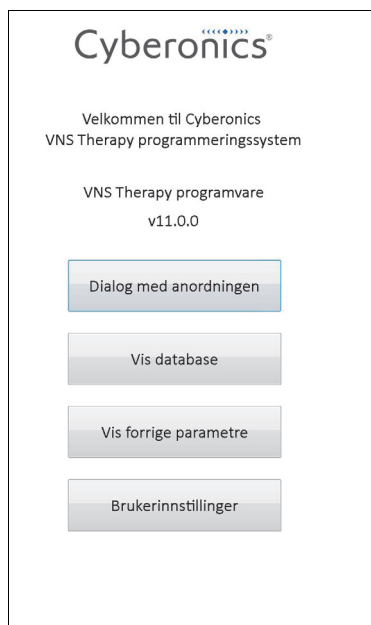 Cyberonics®
Velkommen til Cyberonics
VNS Therapy programmeringssystem
VNS Therapy programvare
v11.0.0
Dialog med anordningen
Vis database
Vis forrige parametre
Brukerinnstillinger